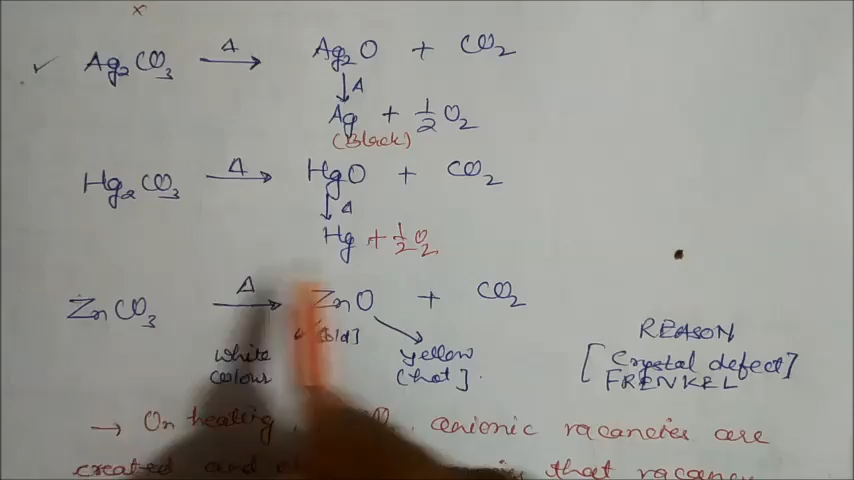 ×
✓ Ag₂CO₃ —Δ→ Ag₂O + CO₂
↓Δ
Ag + 1/2 O₂
(Black)
Hg₂CO₃ —Δ→ HgO + CO₂
↓Δ
Hg + 1/2 O₂
ZnCO₃ —Δ→ ZnO + CO₂
white colour
yellow [hot].
REASON
[Crystal defect]
FRENKEL
→ On heating, anionic vacancies are
created and that vacancy